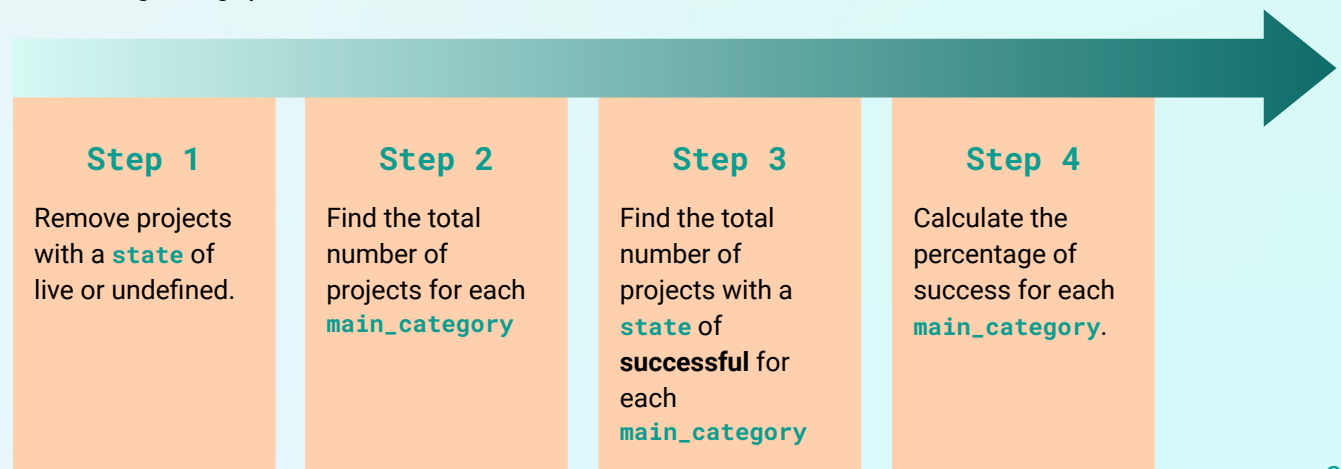 Step 1
Remove projects
with a state of
live or undefined.
Step 2
Find the total
number of
projects for each
main_category
Step 3
Find the total
number of
projects with a
state of
successful for
each
main_category
Step 4
Calculate the
percentage of
success for each
main_category.